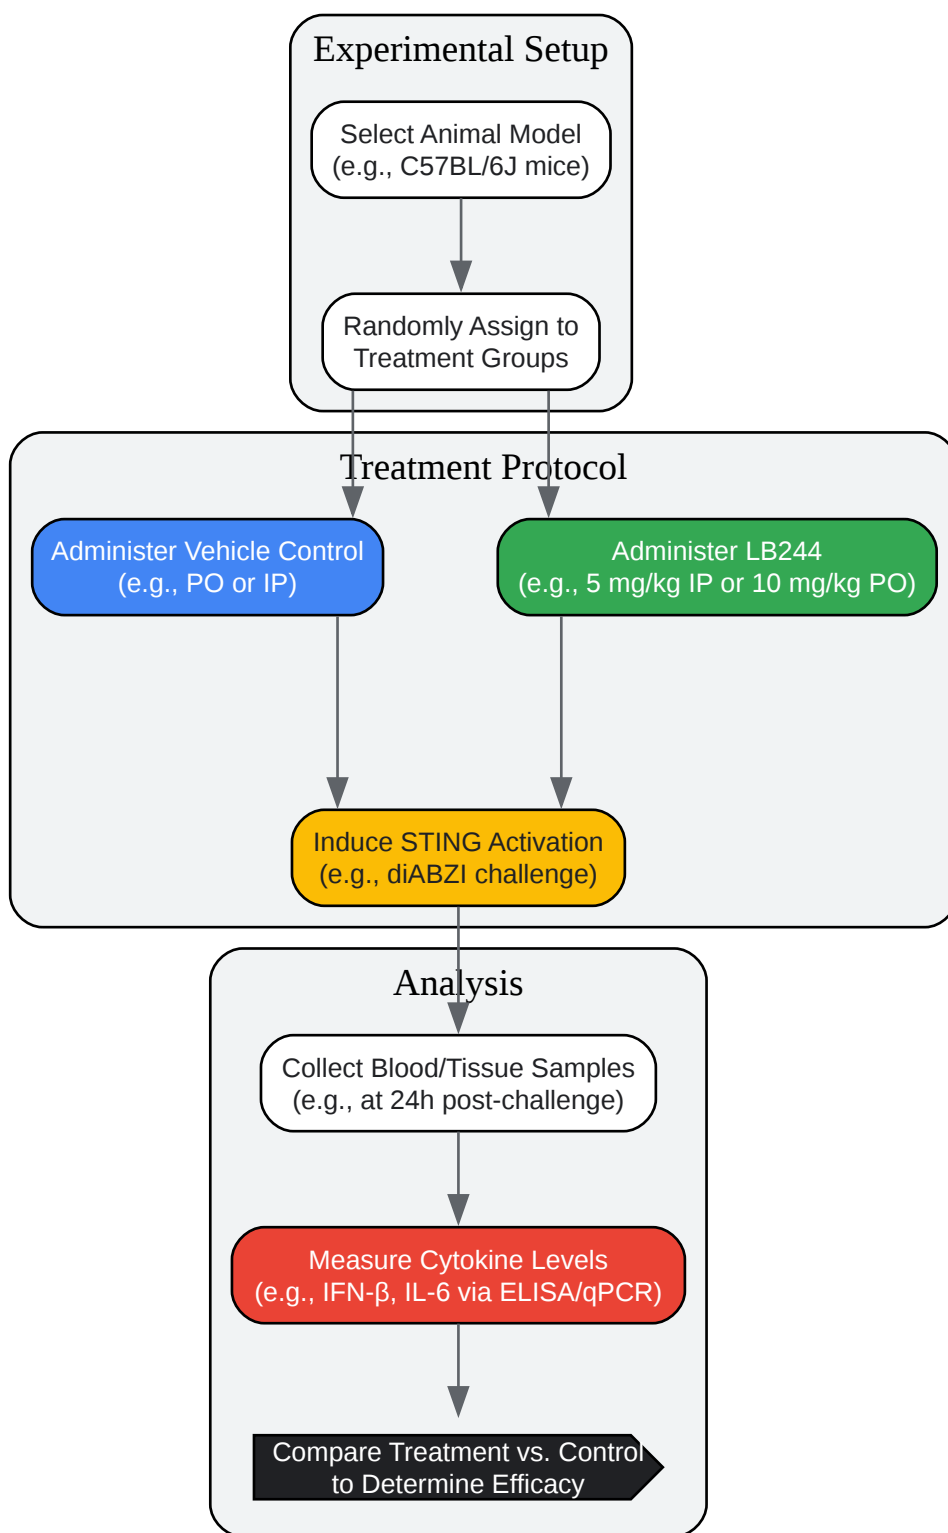 Experimental Setup
Select Animal Model
(e.g., C57BL/6J mice)
Randomly Assign to
Treatment Groups
Treatment Protocol
Administer Vehicle Control
(e.g., PO or IP)
Administer LB244
(e.g., 5 mg/kg IP or 10 mg/kg PO)
Induce STING Activation
(e.g., diABZI challenge)
Analysis
Collect Blood/Tissue Samples
(e.g., at 24h post-challenge)
Measure Cytokine Levels
(e.g., IFN-β, IL-6 via ELISA/qPCR)
Compare Treatment vs. Control
to Determine Efficacy